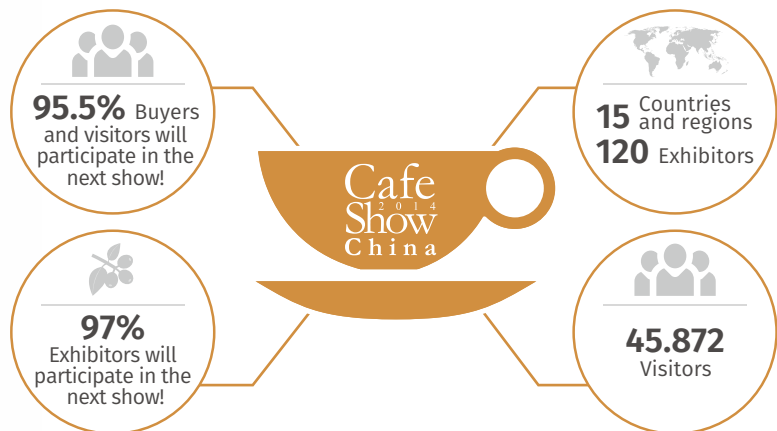 95.5% Buyers
and visitors will
participate in the
next show!
15 Countries
and regions
120 Exhibitors
Cafe
2014
Show
China
97%
Exhibitors will
participate in the
next show!
45.872
Visitors